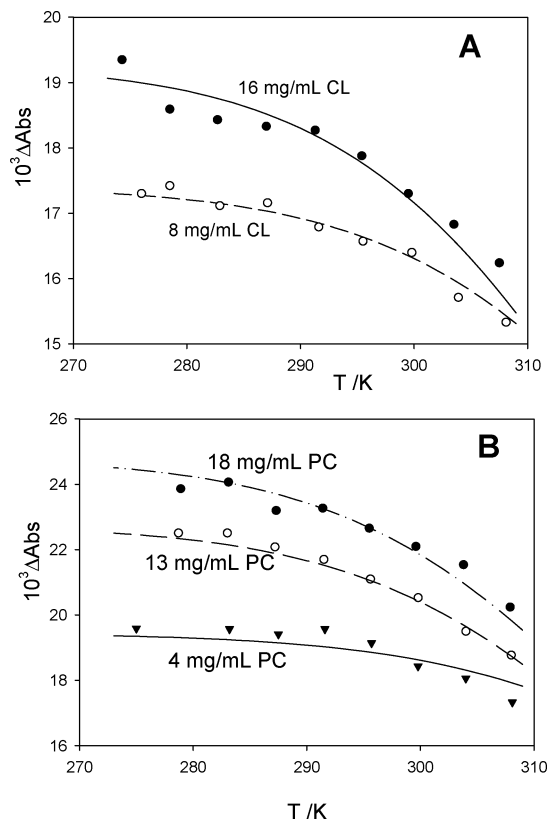 A
20
19
18
17
16
15
10³ΔAbs
16 mg/mL CL
8 mg/mL CL
270 280 290 300 310
T /K
B
26
24
22
20
18
16
10³ΔAbs
18 mg/mL PC
13 mg/mL PC
4 mg/mL PC
270 280 290 300 310
T /K